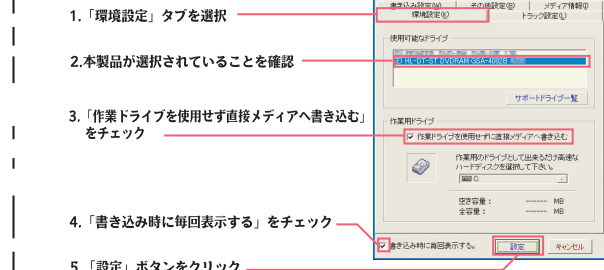 1.「環境設定」タブを選択
2.本製品が選択されていることを確認
3.「作業ドライブを使用せず直接メディアへ書き込む」
をチェック
4.「書き込み時に毎回表示する」をチェック
5.「設定」ボタンをクリック
書き込み設定(W) その他設定(B) メディア情報(I)
環境設定(V) トラック設定(L)
使用可能なドライブ
HL-DT-ST DVDRAM GSA-4082B
サポートドライブ一覧
作業用ドライブ
作業ドライブを使用せずに直接メディアへ書き込む
作業用のドライブとして出来るだけ高速な
ハードディスクを選択して下さい。
C:
空き容量: ------ MB
全容量: ------ MB
書き込み時に毎回表示する。 設定 キャンセル